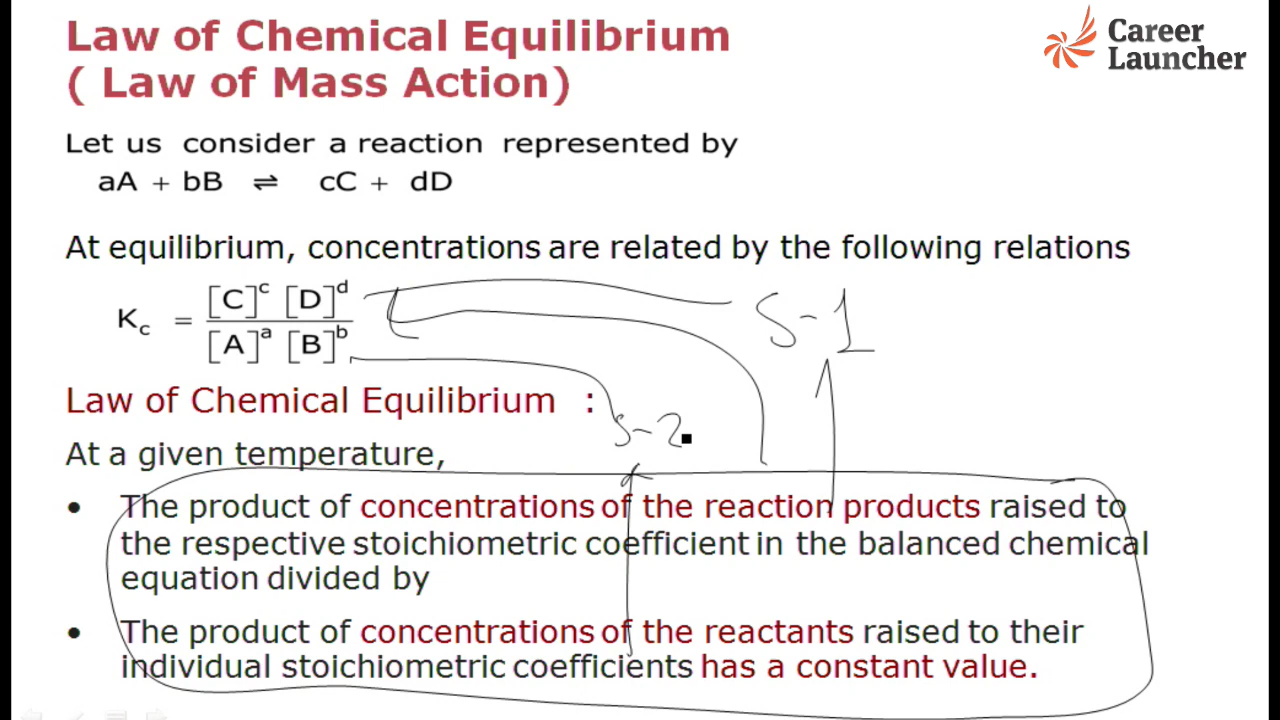 Law of Chemical Equilibrium
( Law of Mass Action)
Career
Launcher
Let us consider a reaction represented by
aA + bB ⇌ cC + dD
At equilibrium, concentrations are related by the following relations
K_c = [C]^c [D]^d / [A]^a [B]^b
S-1
Law of Chemical Equilibrium :
S-2
At a given temperature,
• The product of concentrations of the reaction products raised to
the respective stoichiometric coefficient in the balanced chemical
equation divided by
• The product of concentrations of the reactants raised to their
individual stoichiometric coefficients has a constant value.